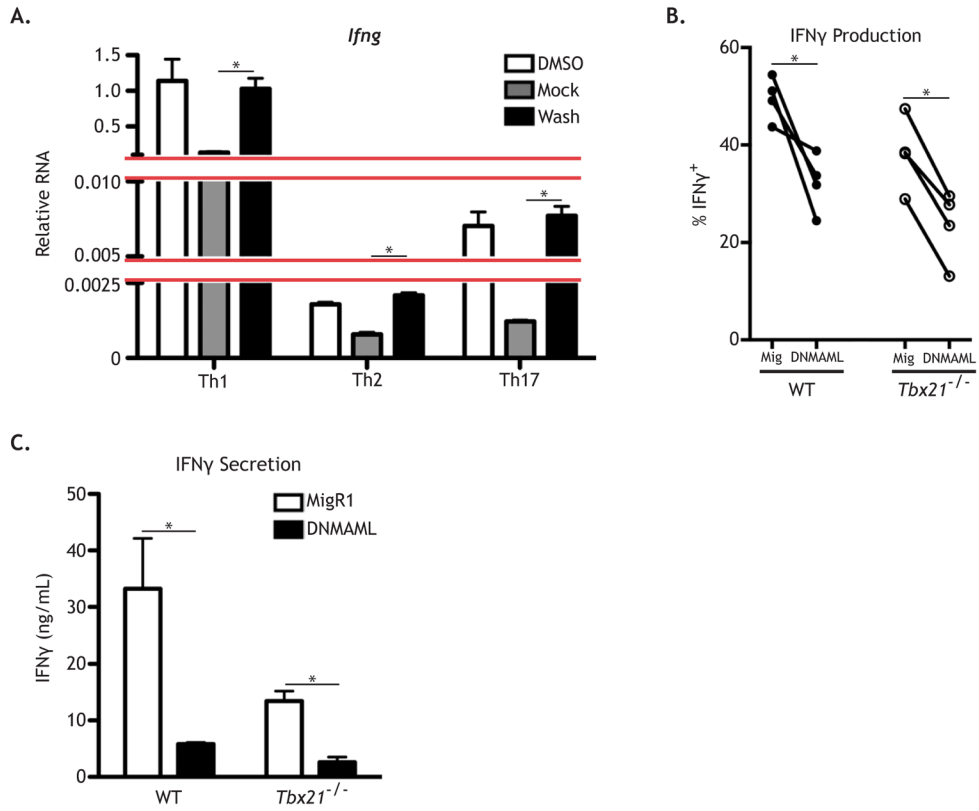 A.
Ifng
1.5
1.0
0.5
0.010
0.005
0.0025
0
Relative RNA
DMSO
Mock
Wash
*
*
*
Th1 Th2 Th17
B.
IFNγ Production
60
40
20
0
% IFNγ+
*
*
Mig DNMAML Mig DNMAML
WT Tbx21-/-
C.
IFNγ Secretion
50
40
30
20
10
0
IFNγ (ng/mL)
MigR1
DNMAML
*
*
WT Tbx21-/-